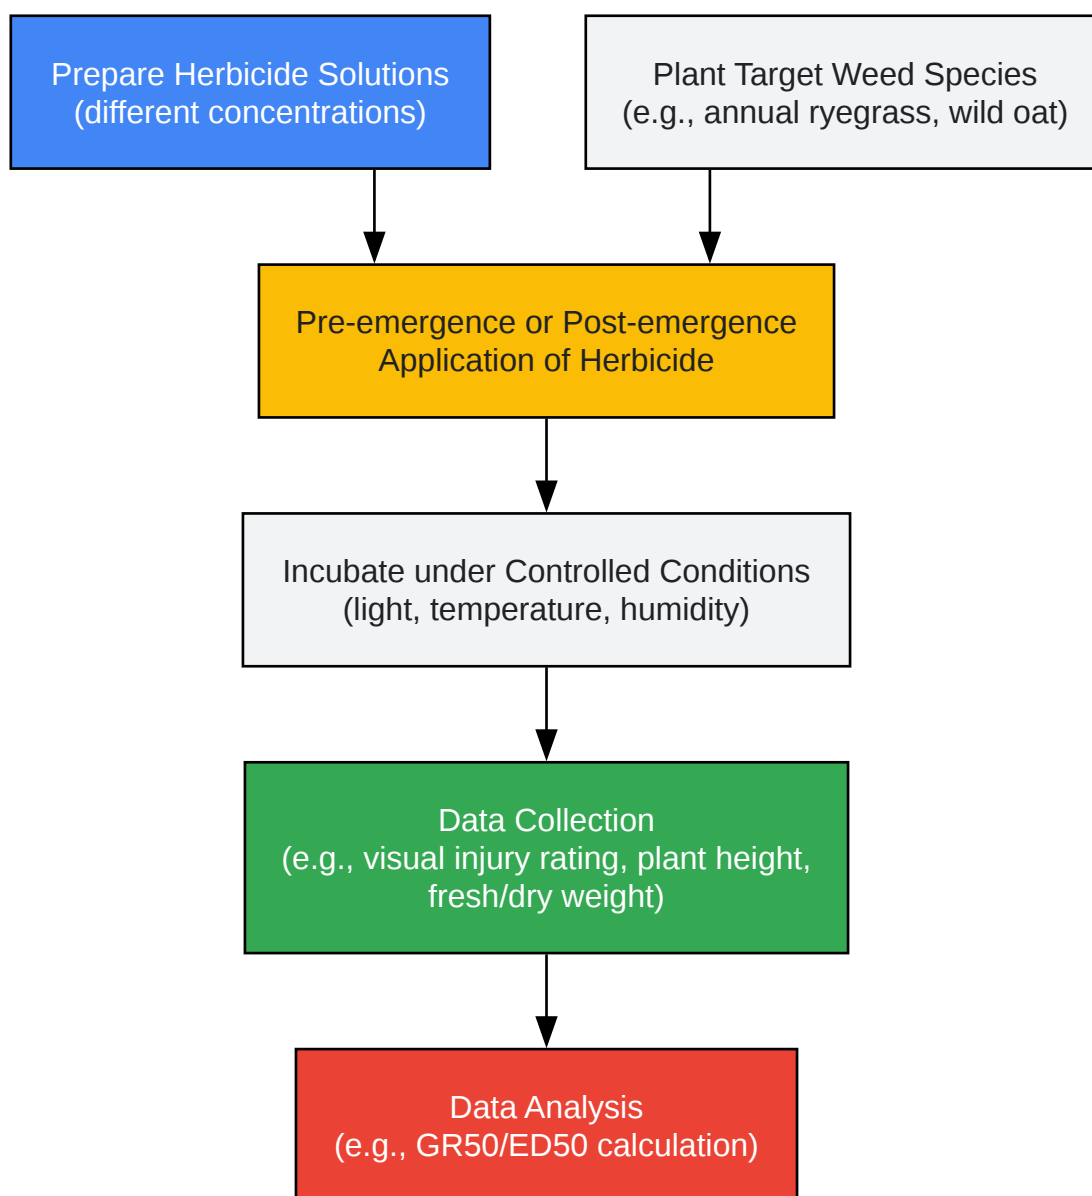 Prepare Herbicide Solutions
(different concentrations)
Plant Target Weed Species
(e.g., annual ryegrass, wild oat)
Pre-emergence or Post-emergence
Application of Herbicide
Incubate under Controlled Conditions
(light, temperature, humidity)
Data Collection
(e.g., visual injury rating, plant height,
fresh/dry weight)
Data Analysis
(e.g., GR50/ED50 calculation)